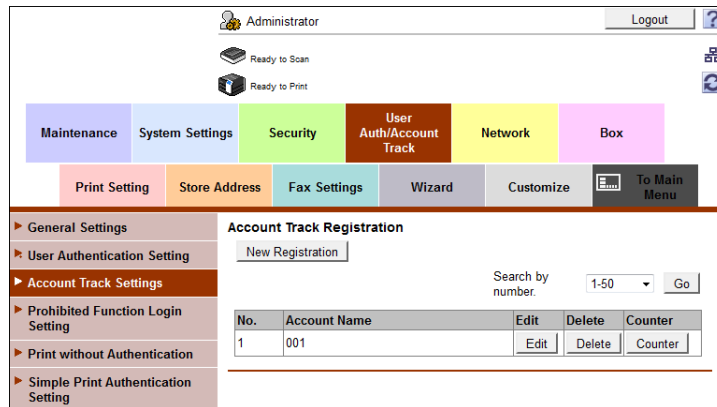 Administrator
Logout
?
Ready to Scan
Ready to Print
Maintenance
System Settings
Security
User
Auth/Account
Track
Network
Box
Print Setting
Store Address
Fax Settings
Wizard
Customize
To Main
Menu
General Settings
User Authentication Setting
Account Track Settings
Prohibited Function Login
Setting
Print without Authentication
Simple Print Authentication
Setting
Account Track Registration
New Registration
Search by
number.
1-50
Go
No. Account Name Edit Delete Counter
1 001 Edit Delete Counter